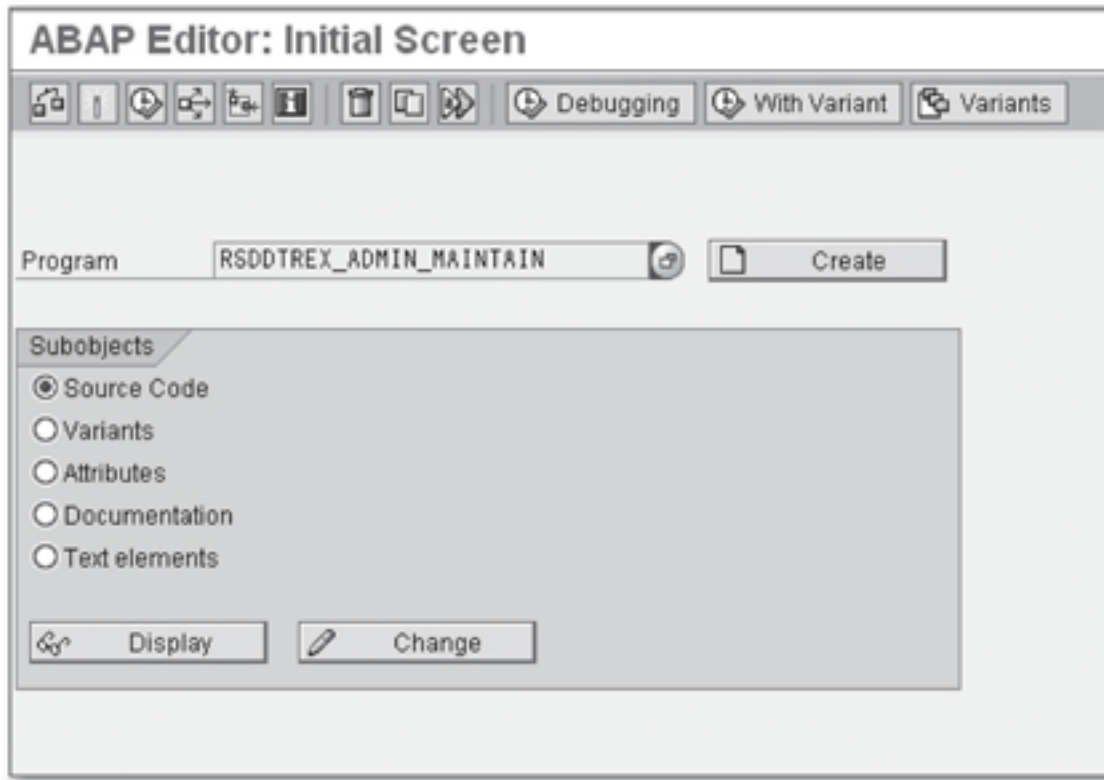 ABAP Editor: Initial Screen
Debugging With Variant Variants
Program RSDDTREX_ADMIN_MAINTAIN Create
Subobjects
Source Code
Variants
Attributes
Documentation
Text elements
Display Change